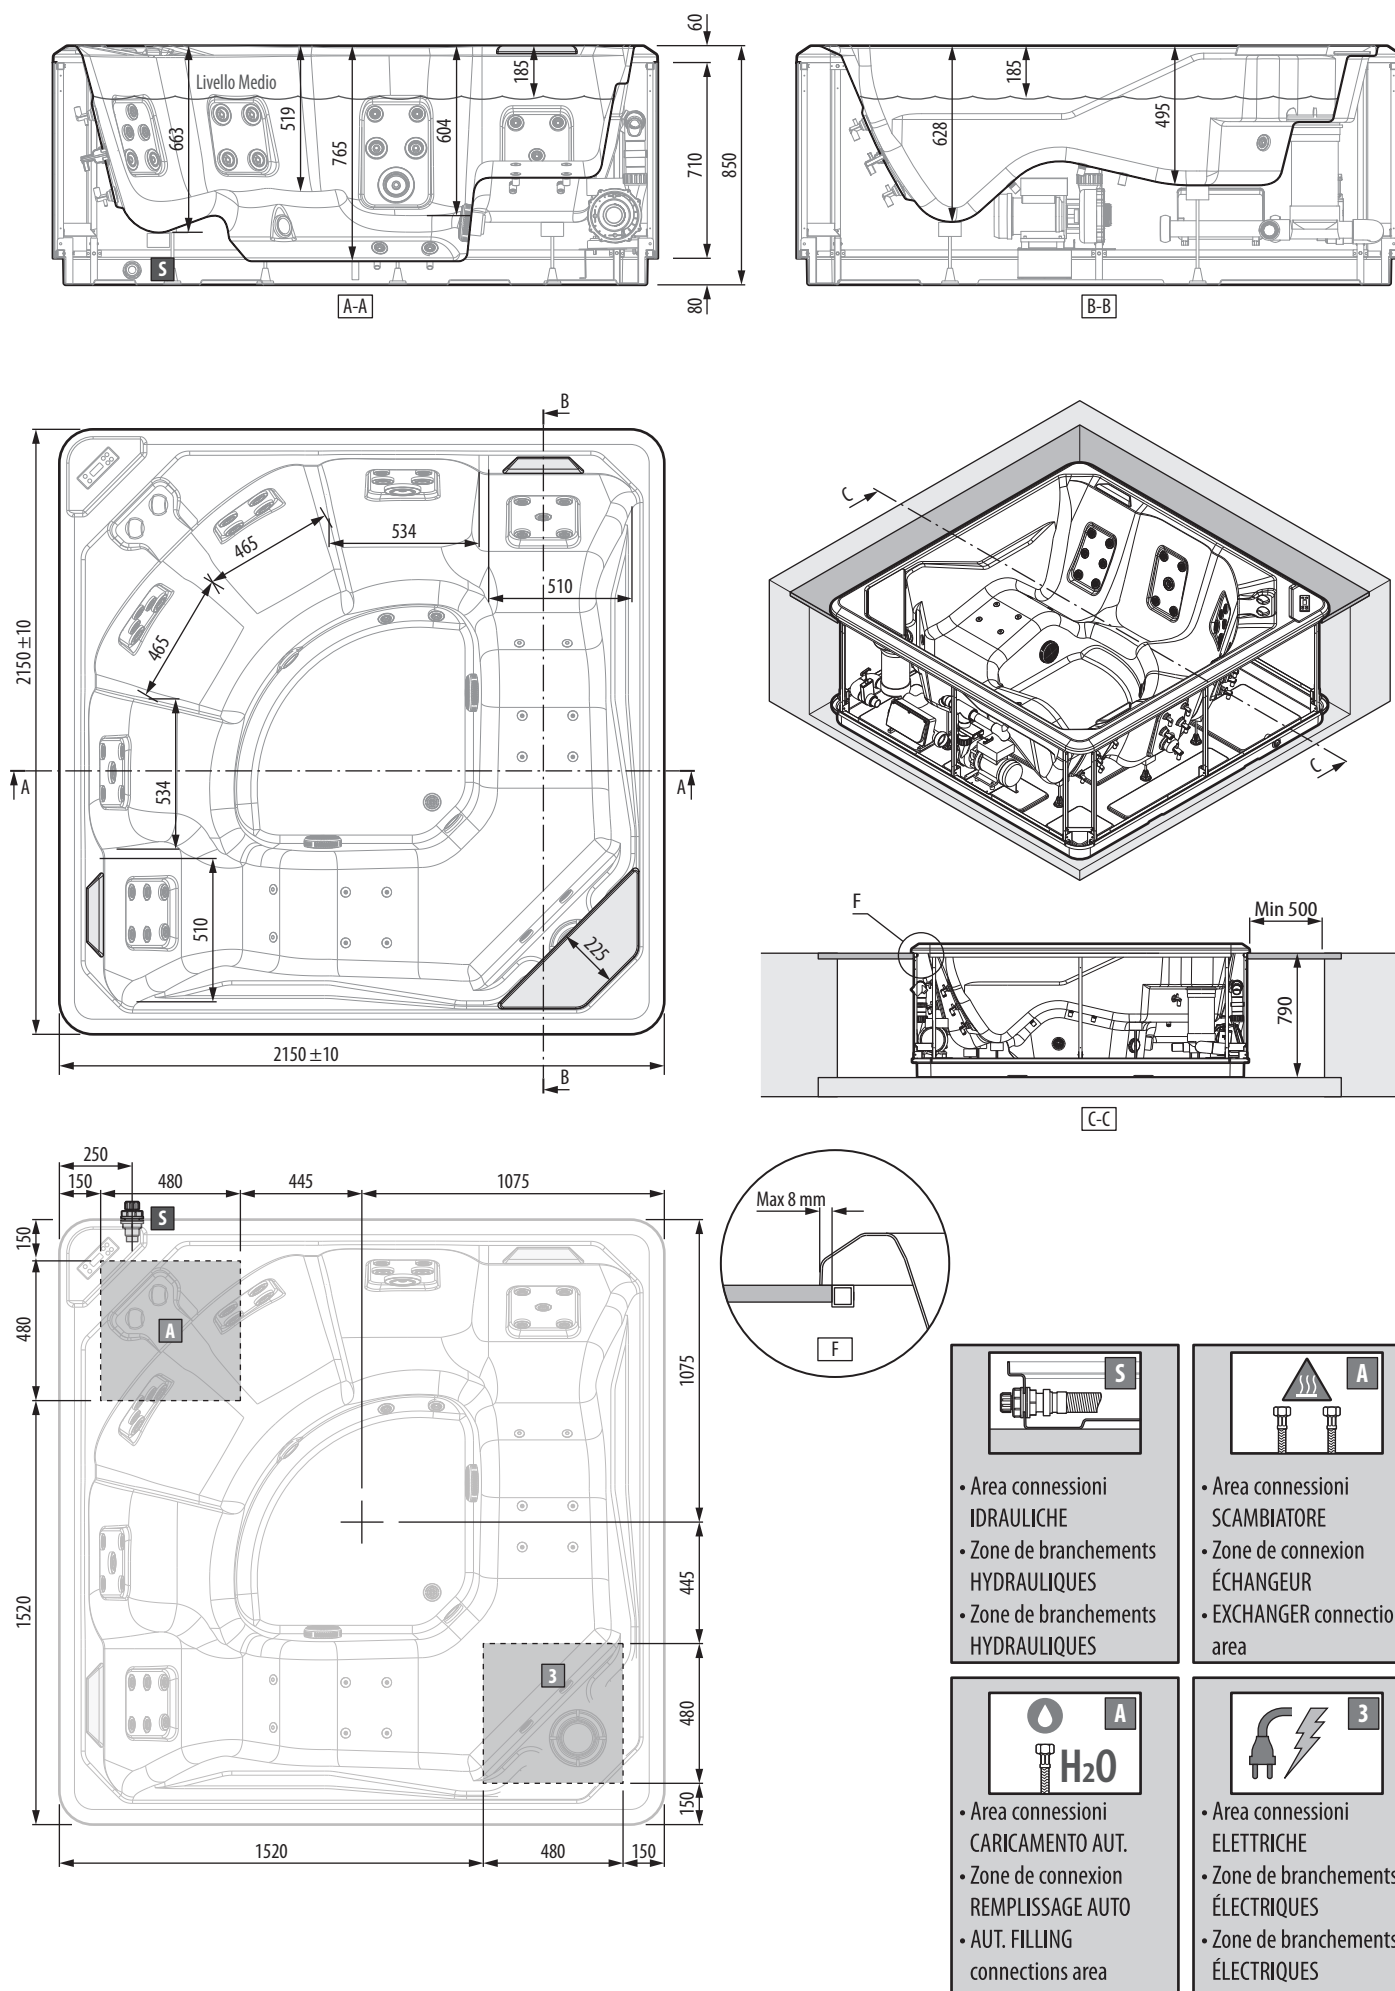 60
Livello Medio
663
519
765
604
185
710
850
80
S
A-A
185
628
495
B-B
B
465
534
510
465
2150 ±10
534
A
A
510
225
2150 ±10
B
C
C
F
Min 500
790
C-C
250
150
480
445
1075
S
150
480
A
1075
1520
445
3
480
150
1520
480
150
Max 8 mm
F
S
• Area connessioni
IDRAULICHE
• Zone de branchements
HYDRAULIQUES
• Zone de branchements
HYDRAULIQUES
A
• Area connessioni
SCAMBIATORE
• Zone de connexion
ÉCHANGEUR
• EXCHANGER connectio
area
A
H2O
• Area connessioni
CARICAMENTO AUT.
• Zone de connexion
REMPLISSAGE AUTO
• AUT. FILLING
connections area
3
• Area connessioni
ELETTRICHE
• Zone de branchements
ÉLECTRIQUES
• Zone de branchements
ÉLECTRIQUES